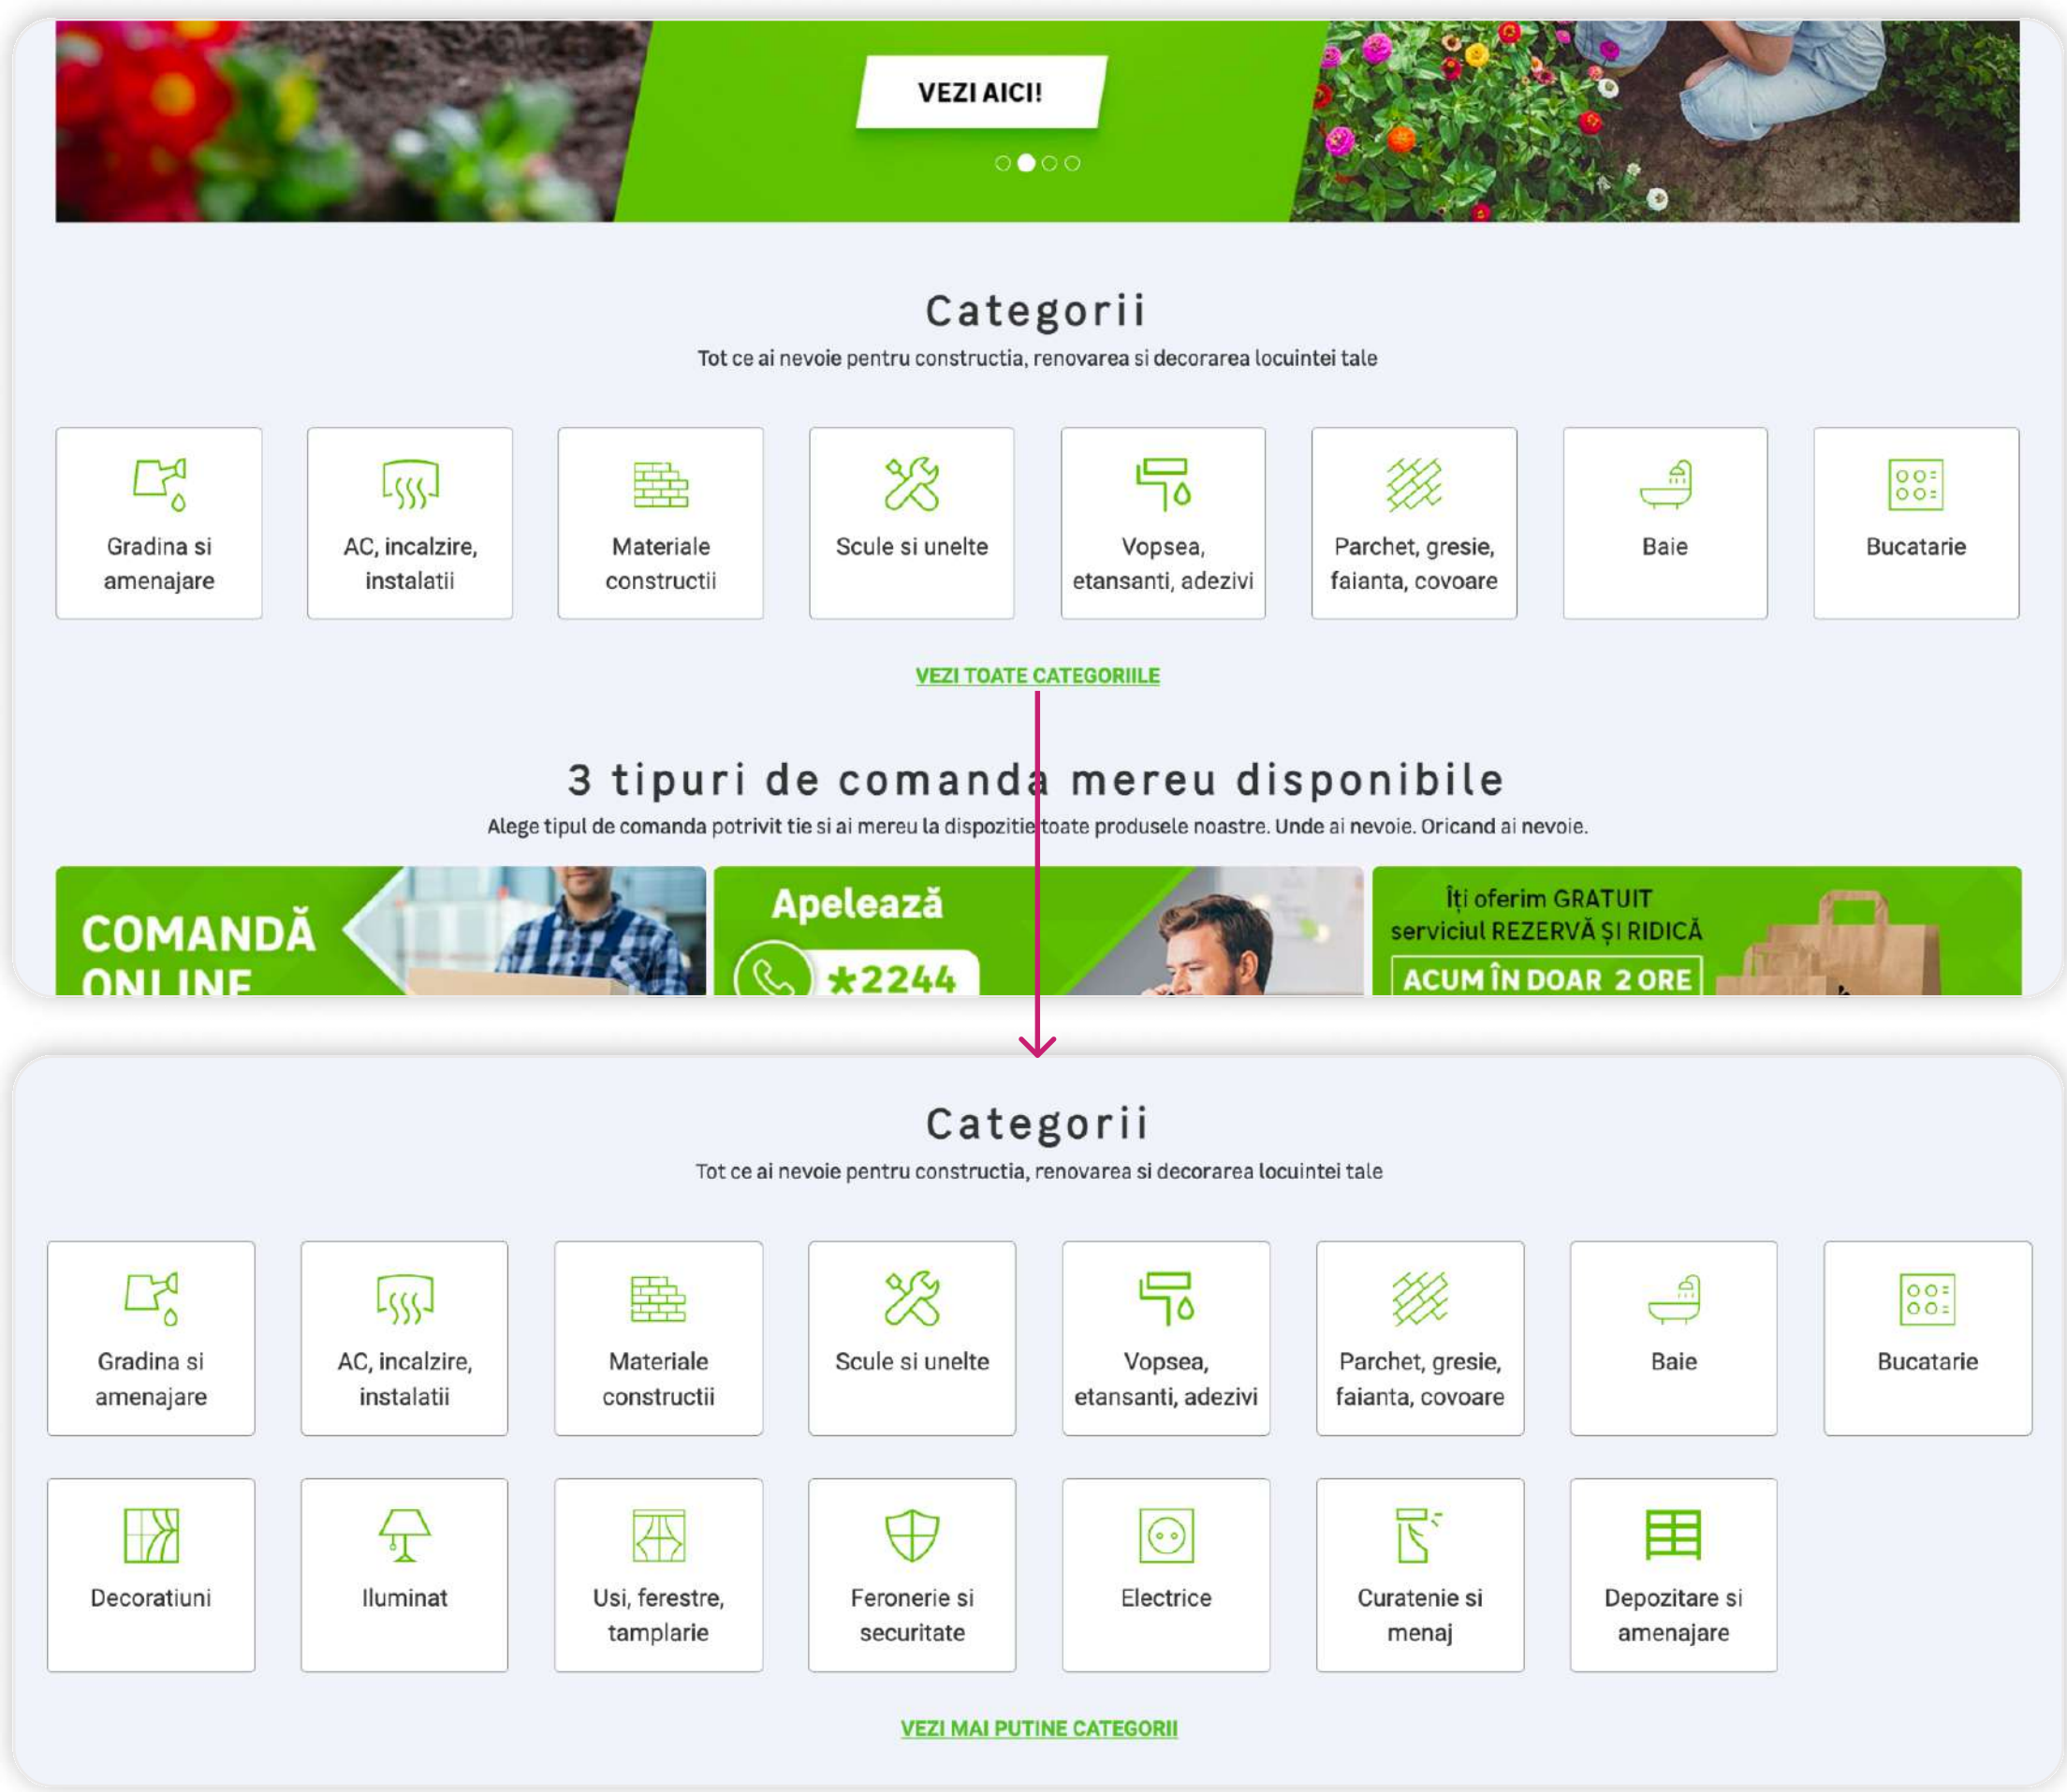 VEZI AICI!
Categorii
Tot ce ai nevoie pentru constructia, renovarea si decorarea locuintei tale
Gradina si
amenajare
AC, incalzire,
instalatii
Materiale
constructii
Scule si unelte
Vopsea,
etansanti, adezivi
Parchet, gresie,
faianta, covoare
Baie
Bucatarie
VEZI TOATE CATEGORIILE
3 tipuri de comanda mereu disponibile
Alege tipul de comanda potrivit tie si ai mereu la dispozitie toate produsele noastre. Unde ai nevoie. Oricand ai nevoie.
COMANDĂ
ONLINE
Apelează
*2244
Îți oferim GRATUIT
serviciul REZERVĂ ȘI RIDICĂ
ACUM ÎN DOAR 2 ORE
Categorii
Tot ce ai nevoie pentru constructia, renovarea si decorarea locuintei tale
Gradina si
amenajare
AC, incalzire,
instalatii
Materiale
constructii
Scule si unelte
Vopsea,
etansanti, adezivi
Parchet, gresie,
faianta, covoare
Baie
Bucatarie
Decoratiuni
Iluminat
Usi, ferestre,
tamplarie
Feronerie si
securitate
Electrice
Curatenie si
menaj
Depozitare si
amenajare
VEZI MAI PUTINE CATEGORII